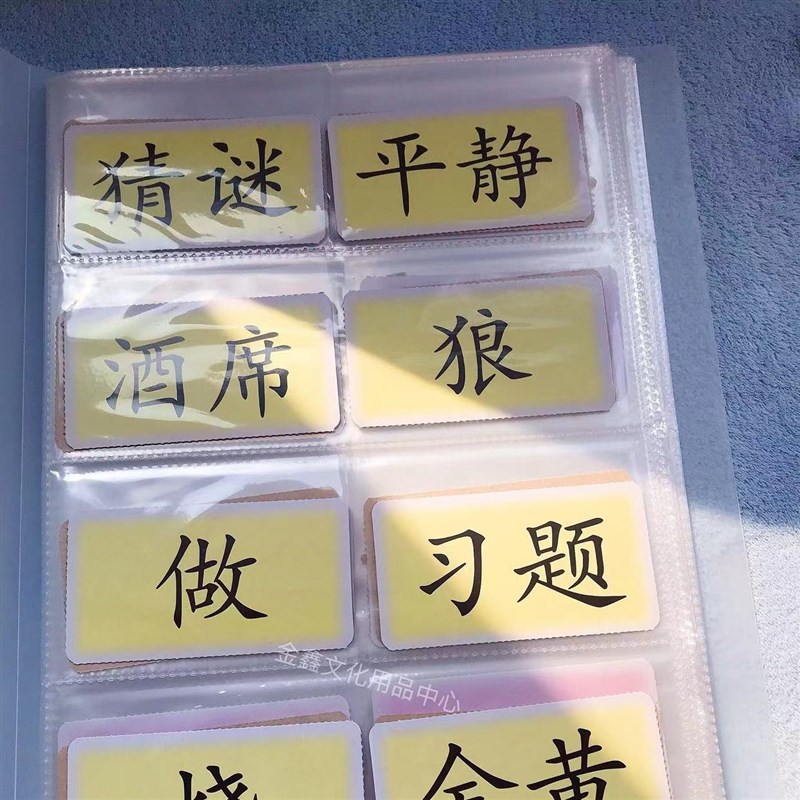 猜谜 平静
酒席 狼
做 习题
金鑫文化用品中心
烧 金黄